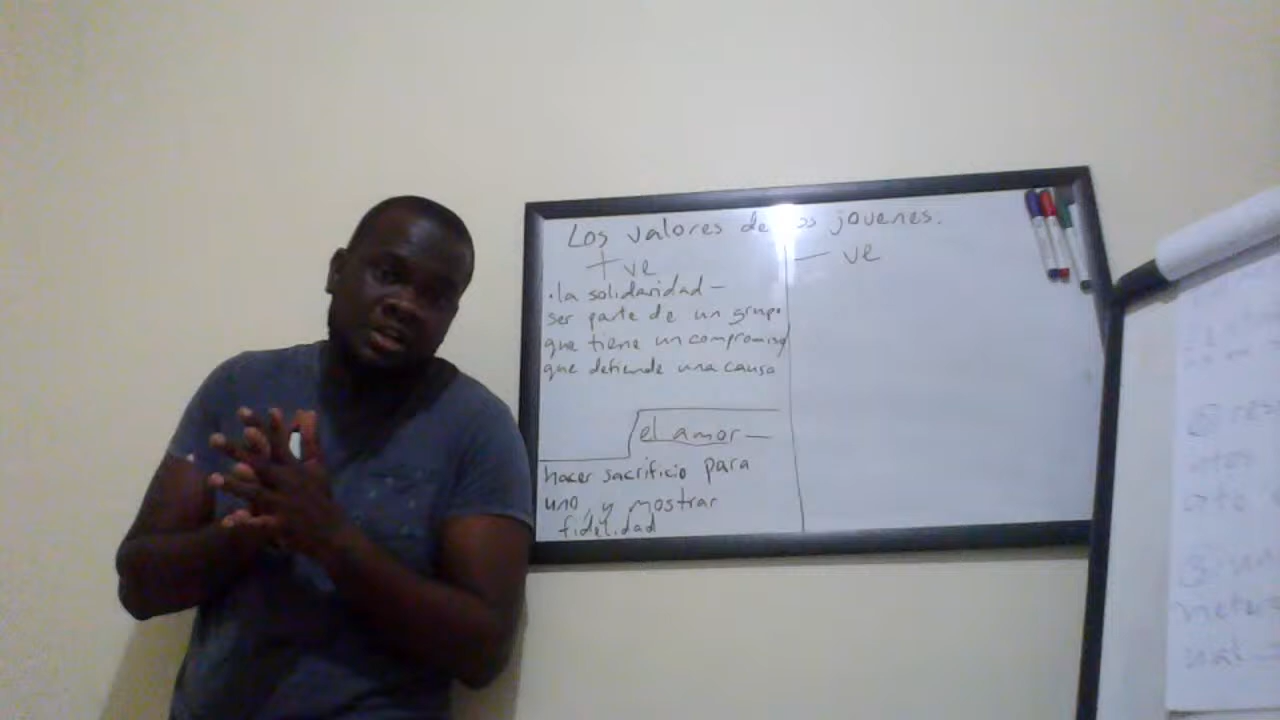 Los valores de los jovenes.
+ ve
- ve
. la solidaridad -
ser parte de un grupo
que tiene un compromiso
que defiende una causa
el amor -
hacer sacrificio para
uno, y mostrar
fidelidad